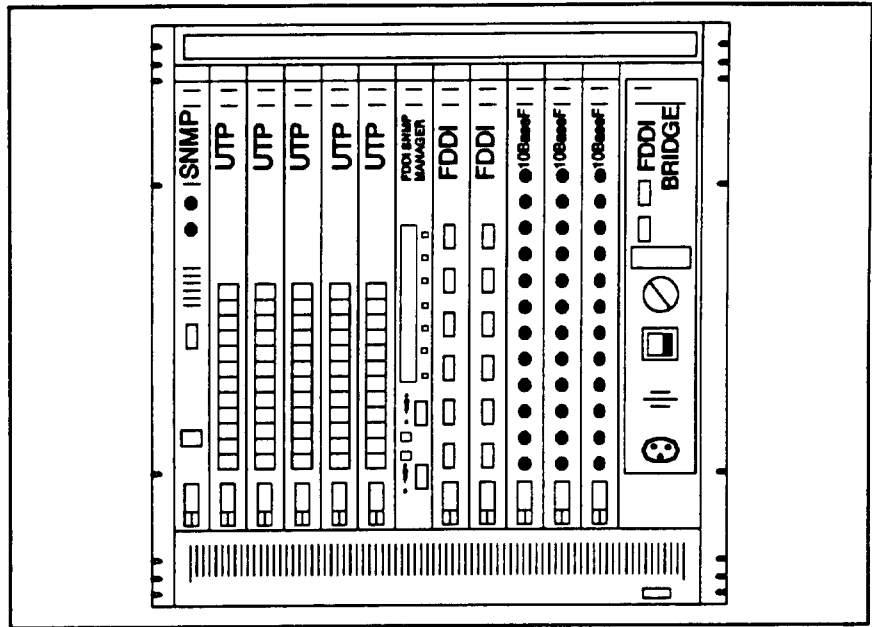 SNMP
UTP
UTP
UTP
UTP
UTP
FDDI SNMP
MANAGER
FDDI
FDDI
10BaseF
10BaseF
10BaseF
FDDI
BRIDGE